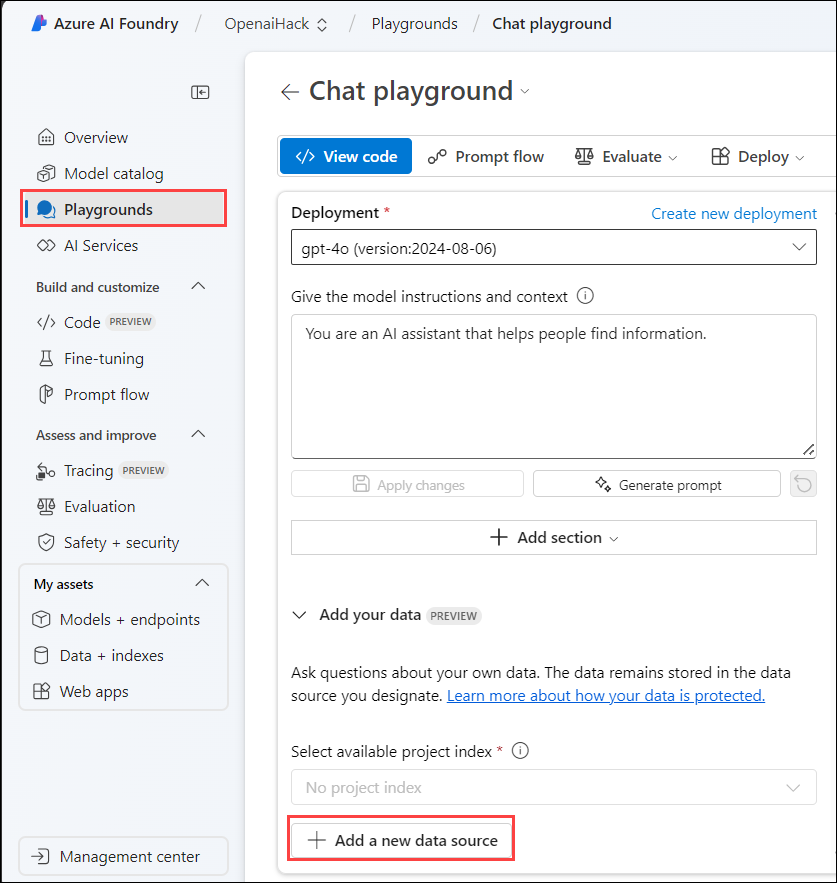 Azure AI Foundry / OpenaiHack / Playgrounds / Chat playground
Chat playground
Overview
Model catalog
Playgrounds
AI Services
Build and customize
Code PREVIEW
Fine-tuning
Prompt flow
Assess and improve
Tracing PREVIEW
Evaluation
Safety + security
My assets
Models + endpoints
Data + indexes
Web apps
Management center
View code Prompt flow Evaluate Deploy
Deployment * Create new deployment
gpt-4o (version:2024-08-06)
Give the model instructions and context
You are an AI assistant that helps people find information.
Apply changes Generate prompt
Add section
Add your data PREVIEW
Ask questions about your own data. The data remains stored in the data
source you designate. Learn more about how your data is protected.
Select available project index *
No project index
Add a new data source